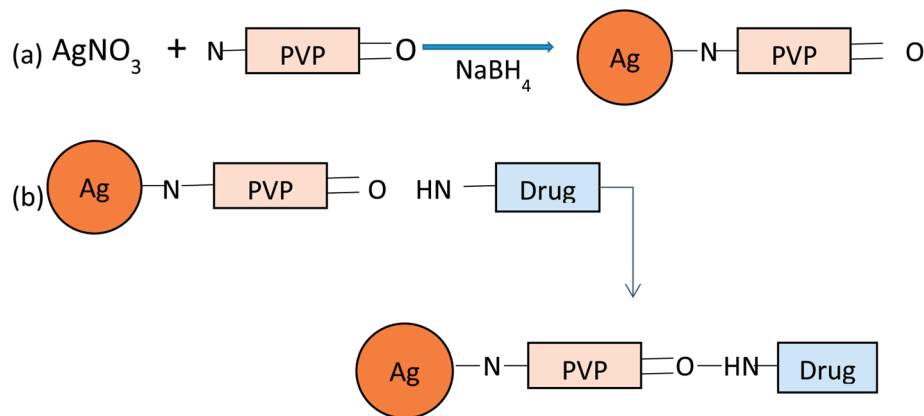 (a) AgNO₃ + N PVP O NaBH₄ Ag N PVP O
(b) Ag N PVP O HN Drug
Ag N PVP O HN Drug